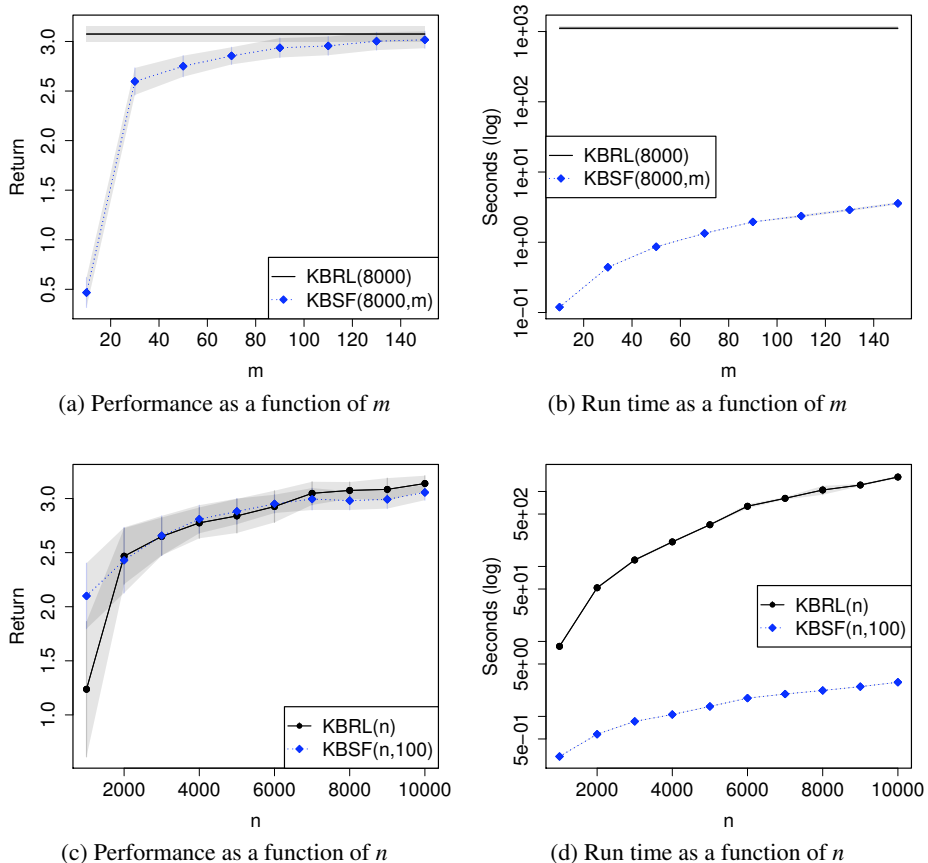 Return
0.5
1.0
1.5
2.0
2.5
3.0
20
40
60
80
100
120
140
m
KBRL(8000)
KBSF(8000,m)
(a) Performance as a function of m
Seconds (log)
1e−01
1e+00
1e+01
1e+02
1e+03
20
40
60
80
100
120
140
m
KBRL(8000)
KBSF(8000,m)
(b) Run time as a function of m
Return
1.0
1.5
2.0
2.5
3.0
2000
4000
6000
8000
10000
n
KBRL(n)
KBSF(n,100)
(c) Performance as a function of n
Seconds (log)
5e−01
5e+00
5e+01
5e+02
2000
4000
6000
8000
10000
n
KBRL(n)
KBSF(n,100)
(d) Run time as a function of n